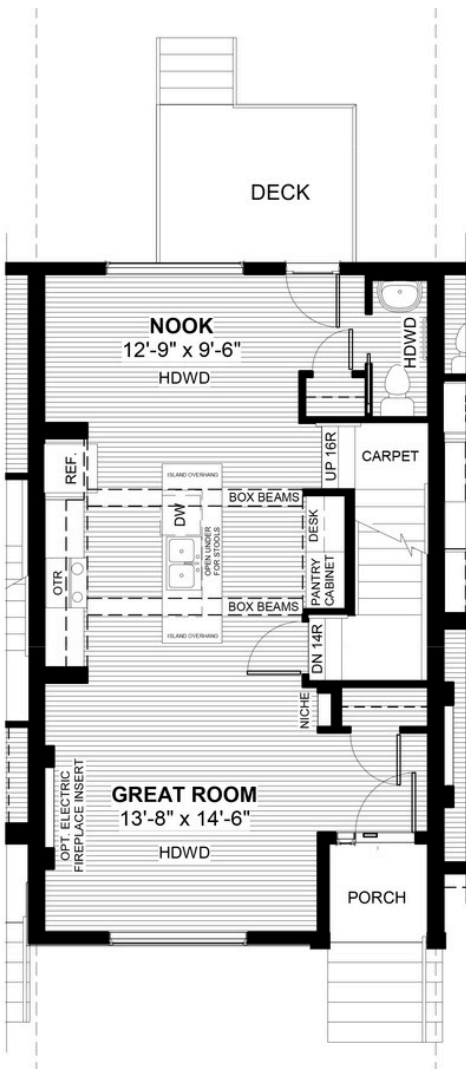 DECK
NOOK
12'-9" x 9'-6"
HDWD
HDWD
REF.
UP 16R
CARPET
ISLAND OVERHANG
BOX BEAMS
DW
OPEN UNDER
FOR STOOLS
DESK
PANTRY
CABINET
OTR
BOX BEAMS
ISLAND OVERHANG
DN 14R
NICHE
OPT. ELECTRIC
FIREPLACE INSERT
GREAT ROOM
13'-8" x 14'-6"
HDWD
PORCH